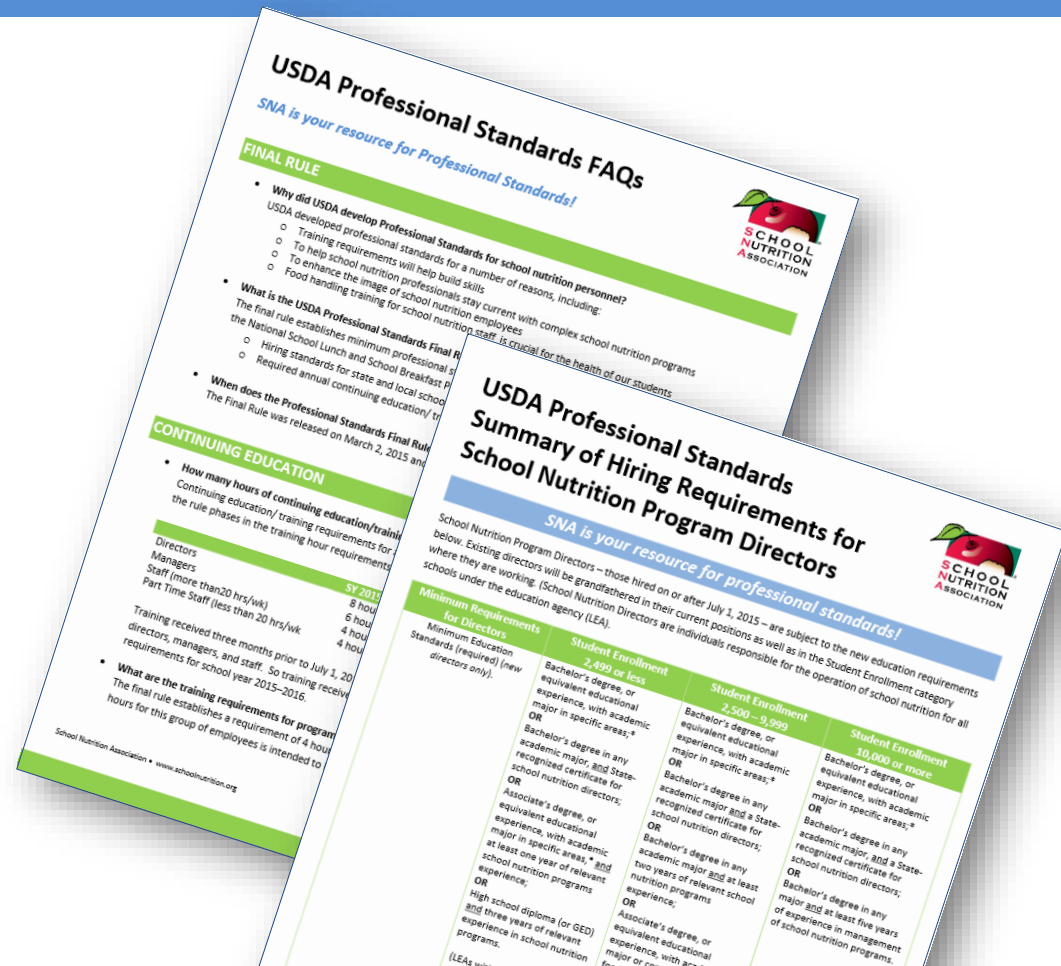 USDA Professional Standards FAQs
SNA is your resource for Professional Standards!
SCHOOL
NUTRITION
ASSOCIATION
FINAL RULE
• Why did USDA develop Professional Standards for school nutrition personnel?
USDA developed professional standards for a number of reasons, including:
o Training requirements will help build skills
o To help school nutrition professionals stay current with complex school nutrition programs
o To enhance the image of school nutrition employees
o Food handling training for school nutrition staff is crucial for the health of our students
• What is the USDA Professional Standards Final
The final rule establishes minimum professional
the National School Lunch and School Breakfast
o Hiring standards for state and local
o Required annual continuing education/
• When does the Professional Standards Final
The Final Rule was released on March 2, 2015
CONTINUING EDUCATION
• How many hours of continuing
Continuing education/ training requirements for
the rule phases in the training hour requirements
SY
Directors 8
Managers 6
Staff (more than20 hrs/wk) 4
Part Time Staff (less than 20 hrs/wk 4
Training received three months prior to July 1,
directors, managers, and staff. So training
requirements for school year 2015–2016.
• What are the training requirements for
The final rule establishes a requirement of 4
hours for this group of employees is intended to
School Nutrition Association • www.schoolnutrition.org
USDA Professional Standards
Summary of Hiring Requirements for
School Nutrition Program Directors
SCHOOL
NUTRITION
ASSOCIATION
SNA is your resource for professional standards!
School Nutrition Program Directors – those hired on or after July 1, 2015 – are subject to the new education requirements
below. Existing directors will be grandfathered in their current positions as well as in the Student Enrollment category
where they are working. (School Nutrition Directors are individuals responsible for the operation of school nutrition for all
schools under the education agency (LEA).
Minimum Requirements
for Directors
Minimum Education
Standards (required) (new
directors only).
Student Enrollment
2,499 or less
Bachelor's degree, or
equivalent educational
experience, with academic
major in specific areas;*
OR
Bachelor's degree in any
academic major, and State-
recognized certificate for
school nutrition directors;
OR
Associate's degree, or
equivalent educational
experience, with academic
major in specific areas,* and
at least one year of relevant
school nutrition programs
experience;
OR
High school diploma (or GED)
and three years of relevant
experience in school nutrition
programs.
(LEAs
Student Enrollment
2,500 – 9,999
Bachelor's degree, or
equivalent educational
experience, with academic
major in specific areas;*
OR
Bachelor's degree in any
academic major and a State-
recognized certificate for
school nutrition directors;
OR
Bachelor's degree in any
academic major and at least
two years of relevant school
nutrition programs
experience;
OR
Associate's degree, or
equivalent educational
experience, with
major or
Student Enrollment
10,000 or more
Bachelor's degree, or
equivalent educational
experience, with academic
major in specific areas;*
OR
Bachelor's degree in any
academic major, and a State-
recognized certificate for
school nutrition directors;
OR
Bachelor's degree in any
major and at least five years
of experience in management
of school nutrition programs.